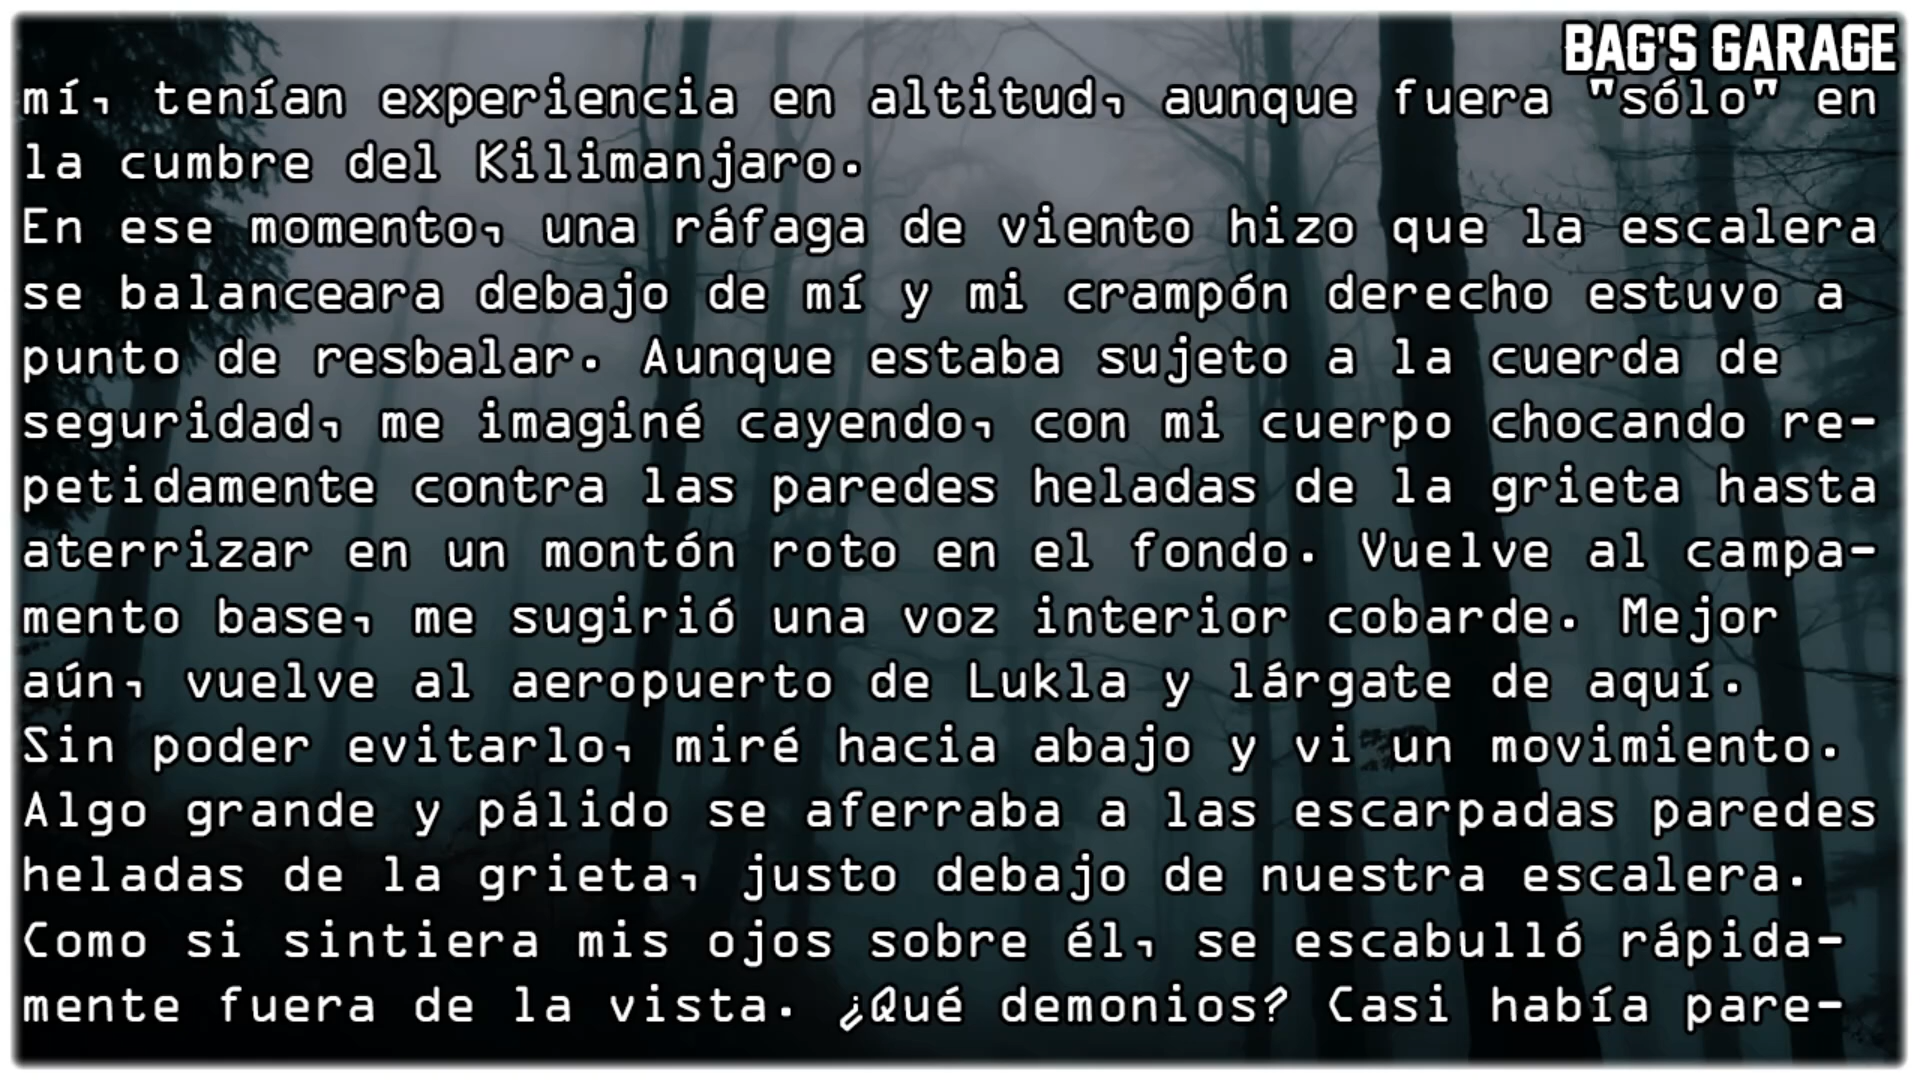 BAG'S GARAGE
mí, tenían experiencia en altitud, aunque fuera "sólo" en
la cumbre del Kilimanjaro.
En ese momento, una ráfaga de viento hizo que la escalera
se balanceara debajo de mí y mi crampón derecho estuvo a
punto de resbalar. Aunque estaba sujeto a la cuerda de
seguridad, me imaginé cayendo, con mi cuerpo chocando re-
petidamente contra las paredes heladas de la grieta hasta
aterrizar en un montón roto en el fondo. Vuelve al campa-
mento base, me sugirió una voz interior cobarde. Mejor
aún, vuelve al aeropuerto de Lukla y lárgate de aquí.
Sin poder evitarlo, miré hacia abajo y vi un movimiento.
Algo grande y pálido se aferraba a las escarpadas paredes
heladas de la grieta, justo debajo de nuestra escalera.
Como si sintiera mis ojos sobre él, se escabulló rápida-
mente fuera de la vista. ¿Qué demonios? Casi había pare-